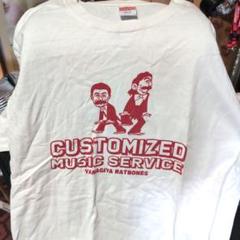 CUSTOMIZED
MUSIC SERVICE
YANAGIYA RATBONES